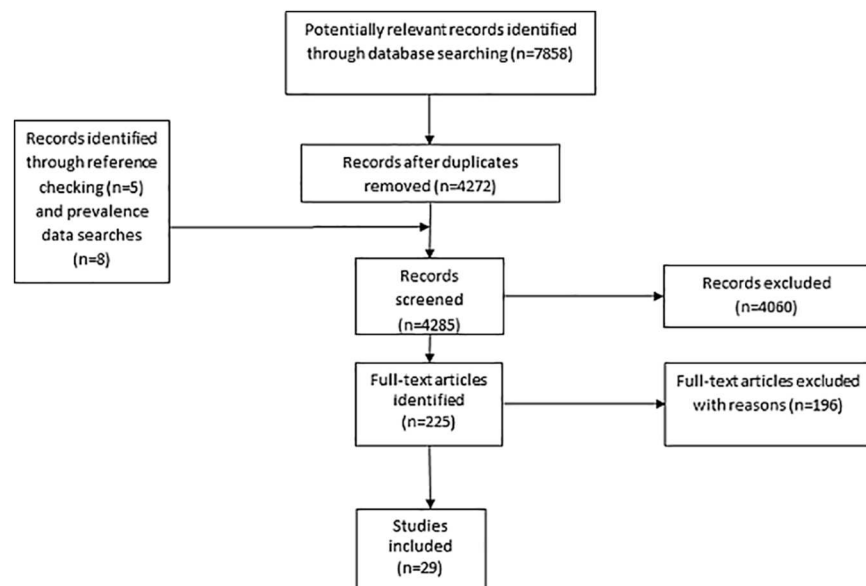 Potentially relevant records identified
through database searching (n=7858)
Records identified
through reference
checking (n=5)
and prevalence
data searches
(n=8)
Records after duplicates
removed (n=4272)
Records
screened
(n=4285)
Records excluded
(n=4060)
Full-text articles
identified
(n=225)
Full-text articles excluded
with reasons (n=196)
Studies
included
(n=29)